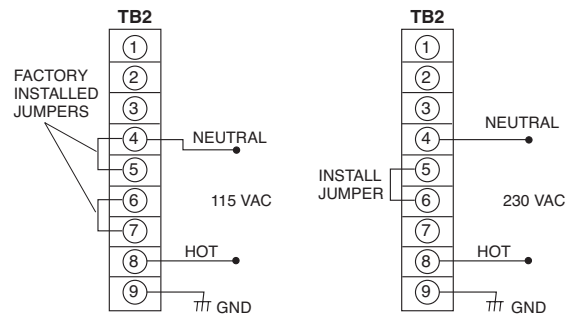 TB2
1
2
FACTORY
INSTALLED
JUMPERS
3
4
NEUTRAL
5
6
115 VAC
7
8
HOT
9
GND
TB2
1
2
3
4
NEUTRAL
5
INSTALL
JUMPER
6
230 VAC
7
8
HOT
9
GND